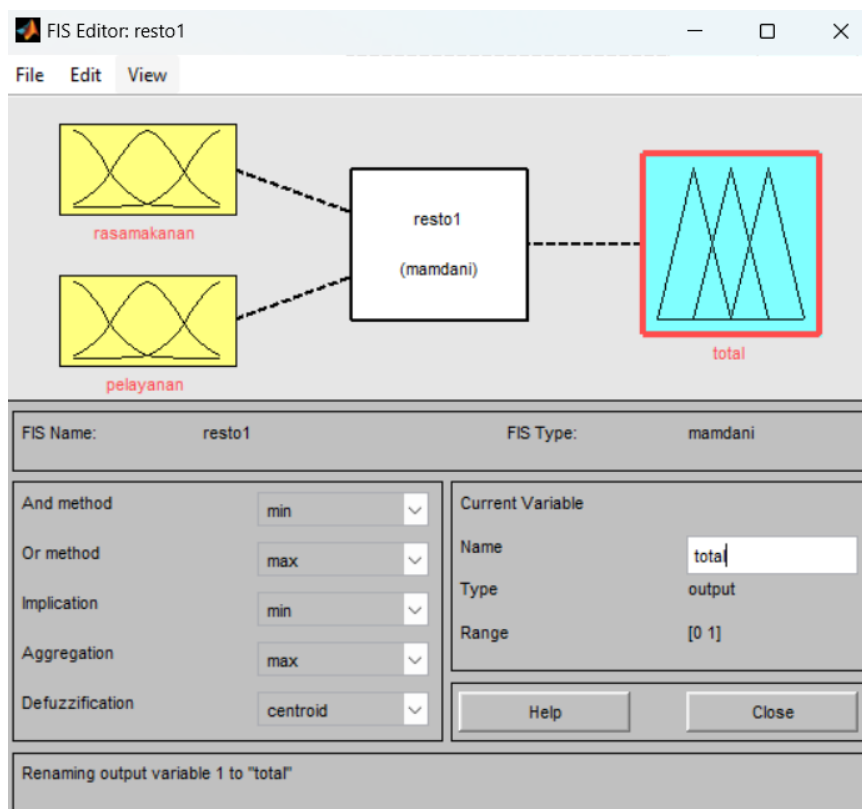 FIS Editor: resto1
File Edit View
rasamakanan
resto1
(mamdani)
total
pelayanan
FIS Name: resto1 FIS Type: mamdani
And method min
Or method max
Implication min
Aggregation max
Defuzzification centroid
Current Variable
Name total
Type output
Range [0 1]
Help Close
Renaming output variable 1 to "total"